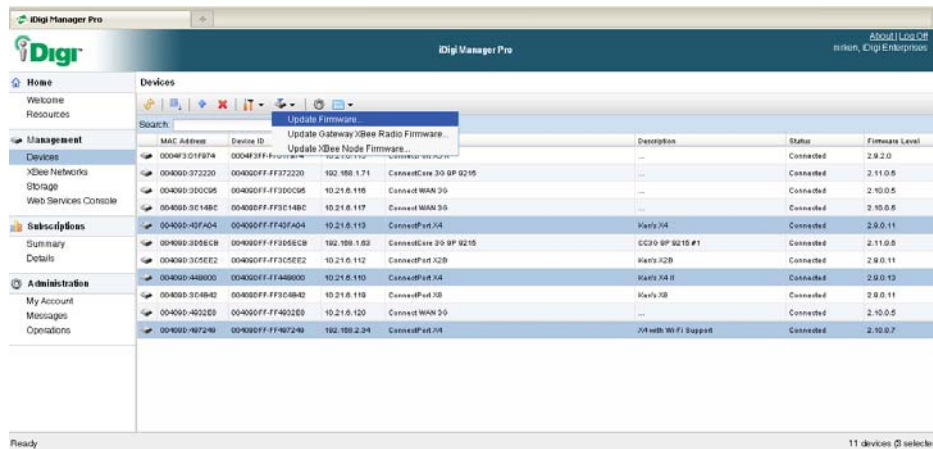 iDigi Manager Pro
iDigi
iDigi Manager Pro
About | Log Off
iDigi Enterprises
Home
Welcome
Resources
Management
Devices
XBee Networks
Storage
Web Services Console
Subscriptions
Summary
Details
Administration
My Account
Messages
Operations
Devices
Search:
Update Firmware...
Update Gateway XBee Radio Firmware...
Update XBee Node Firmware...
MAC Address Device ID Description Status Firmware Level
0004F3:01F974 ... Connected 2.9.2.0
00409D:372220 00409DFF-FF372220 192.168.1.71 ConnectCore 3G 9P 9215 ... Connected 2.11.0.5
00409D:3D0C95 00409DFF-FF3D0C95 10.21.6.116 Connect WAN 3G ... Connected 2.10.0.5
00409D:3C14BC 00409DFF-FF3C14BC 10.21.6.117 Connect WAN 3G ... Connected 2.10.0.5
00409D:43FA04 00409DFF-FF43FA04 10.21.6.113 ConnectPort X4 Ken's X4 Connected 2.9.0.11
00409D:3D5ECB 00409DFF-FF3D5ECB 192.168.1.63 ConnectCore 3G 9P 9215 CC3G 9P 9215 #1 Connected 2.11.0.5
00409D:3C5EE2 00409DFF-FF3C5EE2 10.21.6.112 ConnectPort X2D Ken's X2B Connected 2.9.0.11
00409D:448000 00409DFF-FF448000 10.21.6.110 ConnectPort X4 Ken's X4 II Connected 2.9.0.13
00409D:3C4842 00409DFF-FF3C4842 10.21.6.119 ConnectPort X8 Ken's X8 Connected 2.9.0.11
00409D:4932E0 00409DFF-FF4932E0 10.21.6.120 Connect WAN 3G ... Connected 2.10.0.5
00409D:497249 00409DFF-FF497249 192.168.2.34 ConnectPort X4 X4 with Wi-Fi Support Connected 2.10.0.7
Ready
11 devices (3 selecte